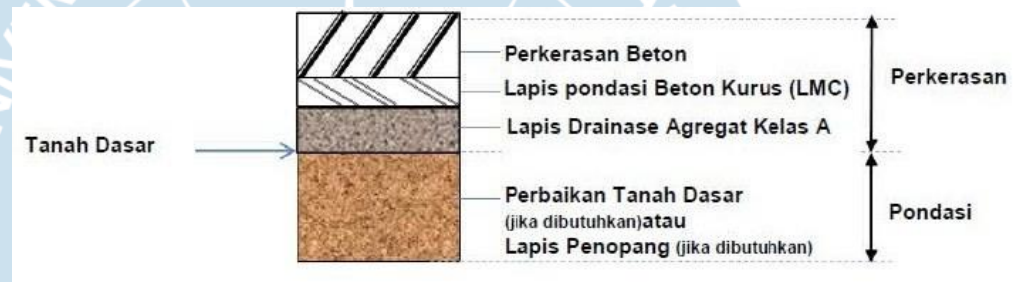 Perkerasan Beton
Lapis pondasi Beton Kurus (LMC)
Perkerasan
Lapis Drainase Agregat Kelas A
Tanah Dasar
Perbaikan Tanah Dasar
(jika dibutuhkan)atau
Pondasi
Lapis Penopang (jika dibutuhkan)